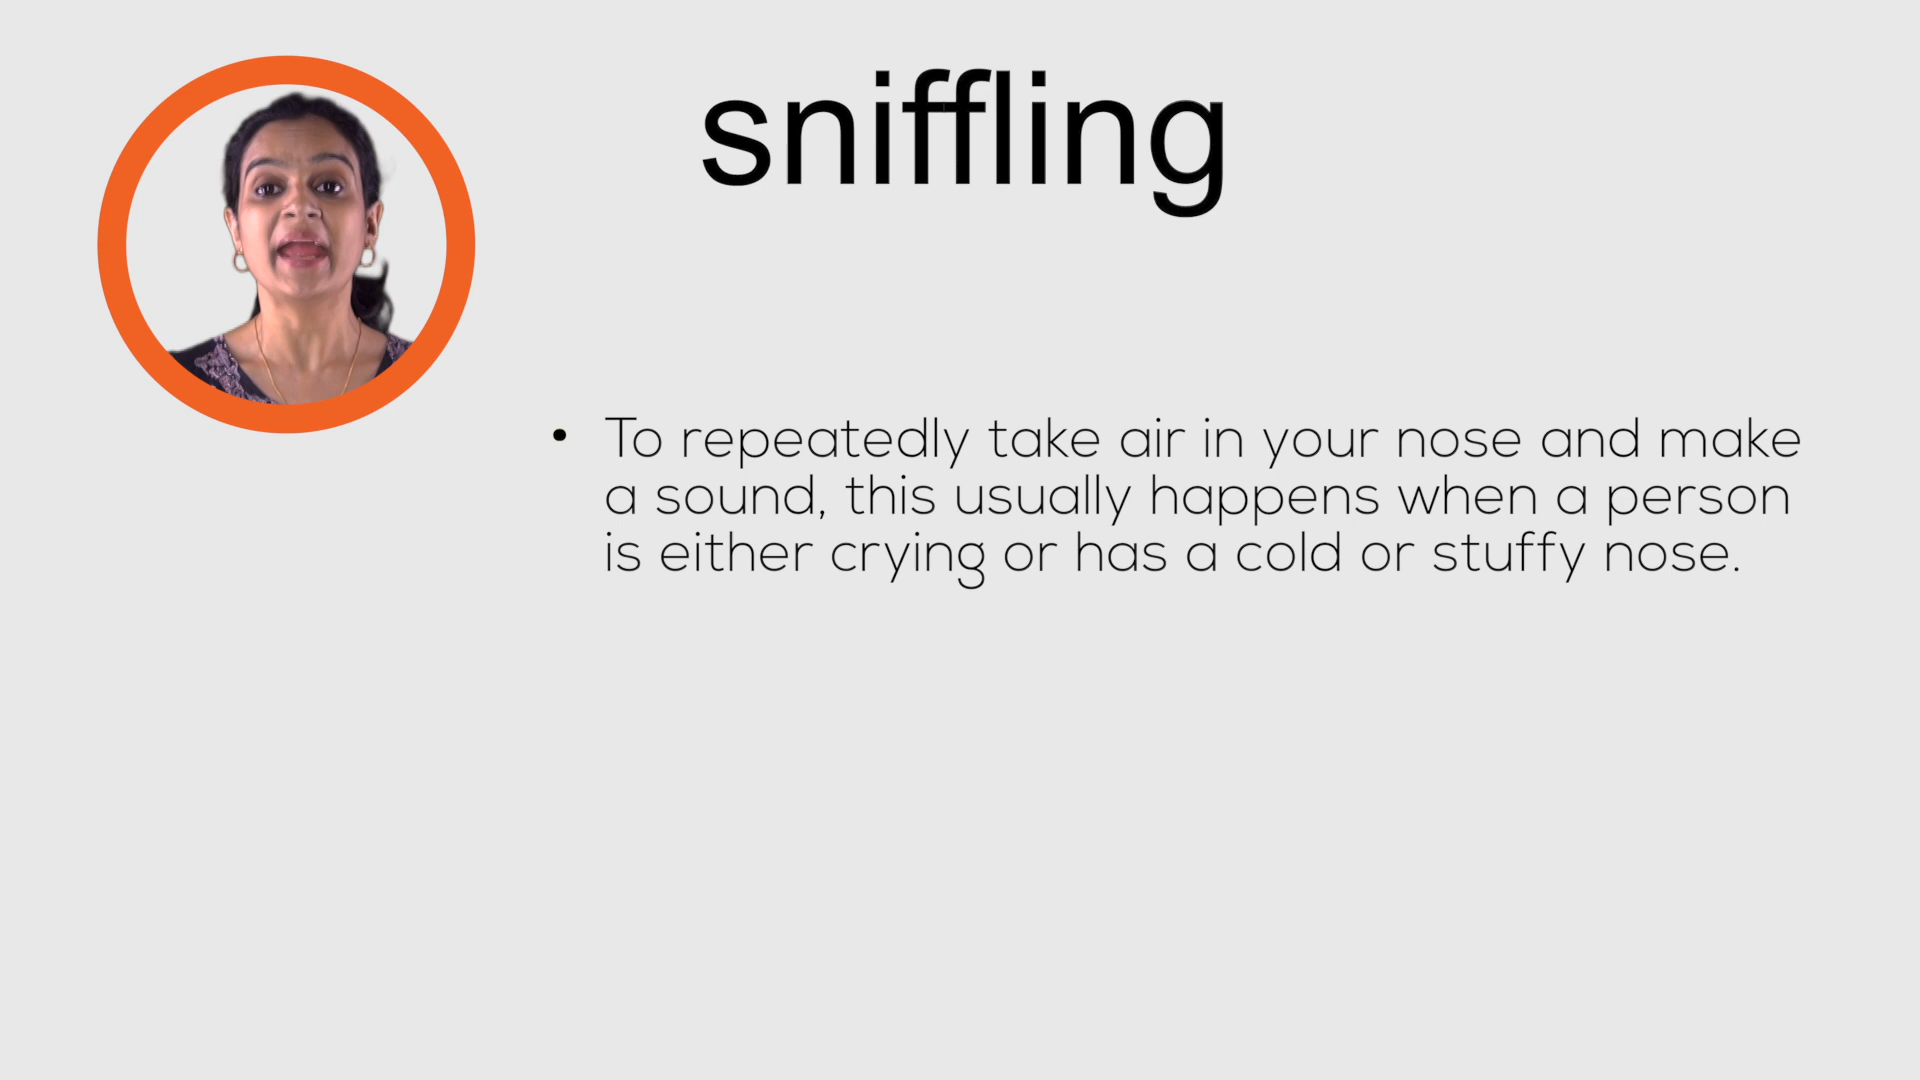 sniffling
• To repeatedly take air in your nose and make
a sound, this usually happens when a person
is either crying or has a cold or stuffy nose.